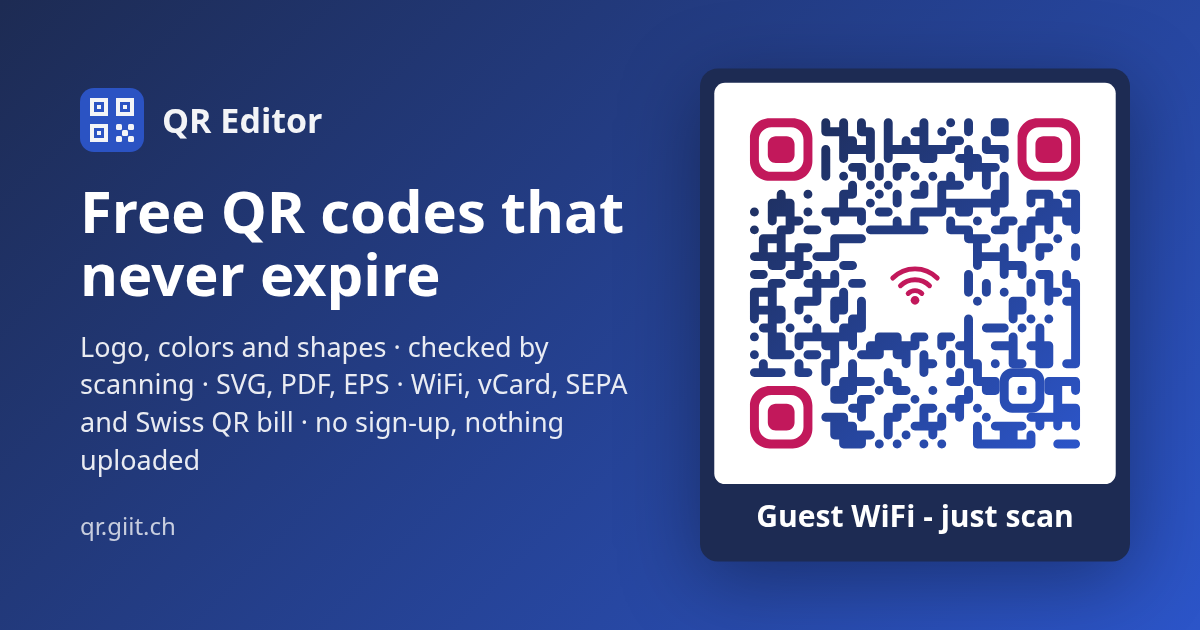 QR Editor
Free QR codes that
never expire
Logo, colors and shapes · checked by
scanning · SVG, PDF, EPS · WiFi, vCard, SEPA
and Swiss QR bill · no sign-up, nothing
uploaded
qr.giit.ch
Guest WiFi - just scan